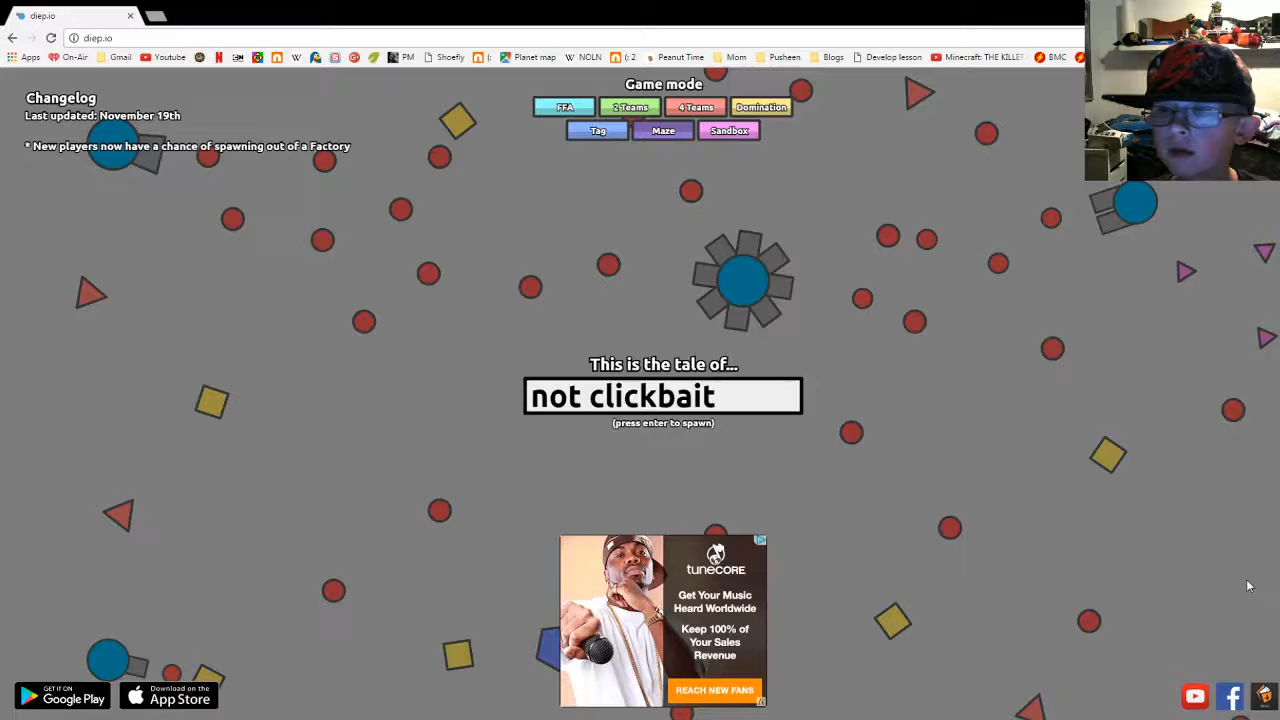 diep.io
diep.io
Apps On-Air Gmail Youtube PM Shoefly (: Planet map NOLN (: 2 Peanut Time Mom Pusheen Blogs Develop lesson Minecraft: THE KILLER BMC
Changelog
Last updated: November 19th
* New players now have a chance of spawning out of a Factory
Game mode
FFA 2 Teams 4 Teams Domination
Tag Maze Sandbox
This is the tale of...
not clickbait
(press enter to spawn)
tunecore
Get Your Music
Heard Worldwide
Keep 100% of
Your Sales
Revenue
REACH NEW FANS
GET IT ON
Google Play
Download on the
App Store